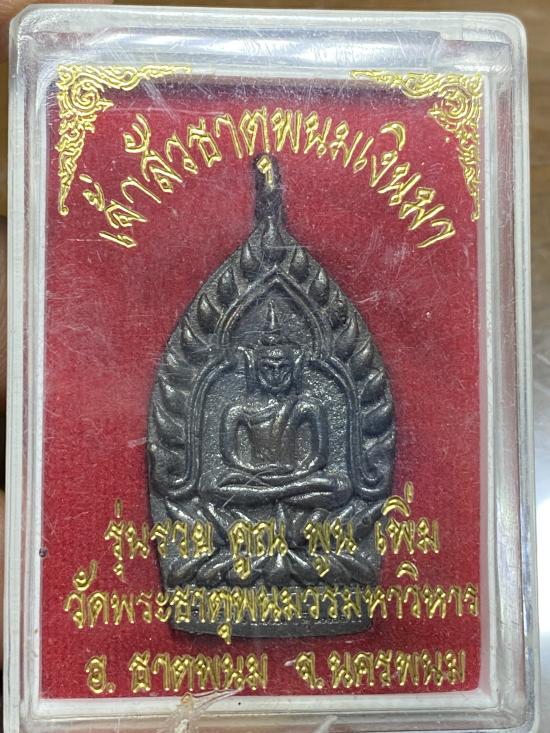 เจ้าสัวธาตุพนมเงินมา
รุ่นรวย คูณ พูน เพิ่ม
วัดพระธาตุพนมวรมหาวิหาร
อ. ธาตุพนม จ.นครพนม